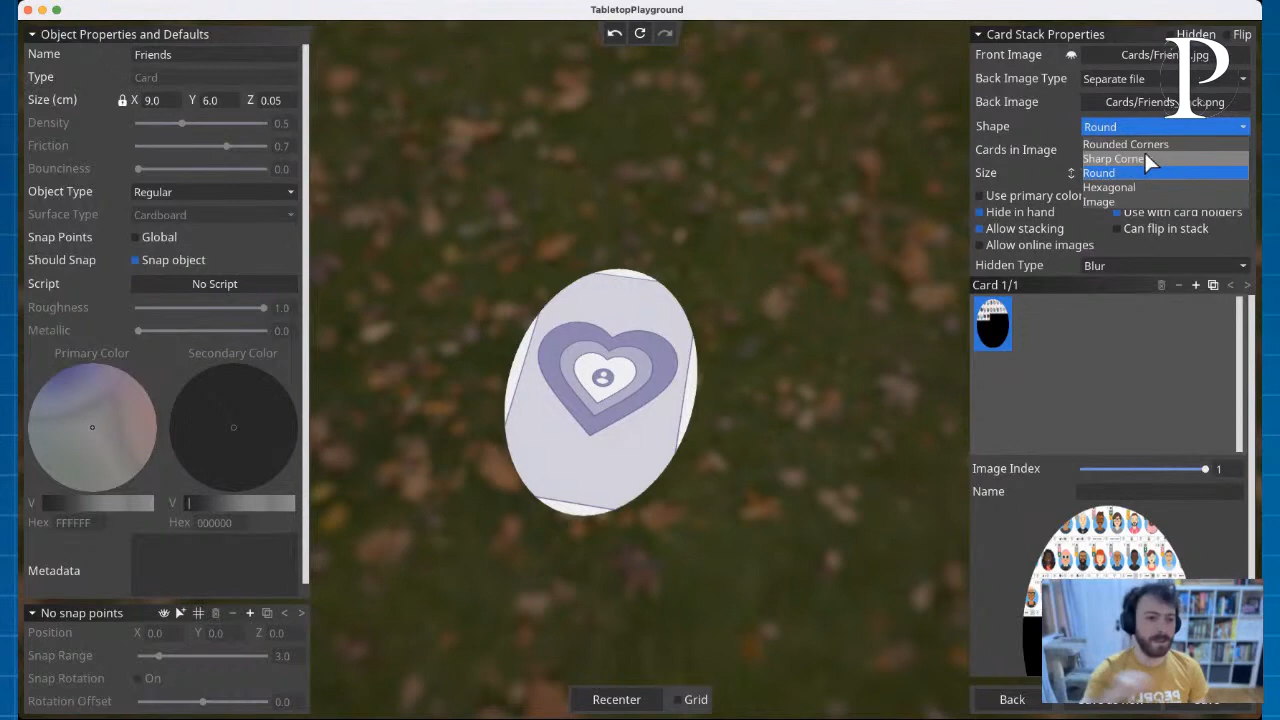 TabletopPlayground
Object Properties and Defaults
Name Friends
Type Card
Size (cm) X 9.0 Y 6.0 Z 0.05
Density 0.5
Friction 0.7
Bounciness 0.0
Object Type Regular
Surface Type Cardboard
Snap Points Global
Should Snap Snap object
Script No Script
Roughness 1.0
Metallic 0.0
Primary Color Secondary Color
V V
Hex FFFFFF Hex 000000
Metadata
No snap points
Position X 0.0 Y 0.0 Z 0.0
Snap Range 3.0
Snap Rotation On
Rotation Offset 0.0
Recenter Grid
Card Stack Properties Hidden Flip
P
Front Image
Back Image Type Separate file
Back Image
Shape Round
Rounded Corners
Cards in Image
Round
Size
Hexagonal
Image
Use primary color
Hide in hand Use with card holders
Allow stacking Can flip in stack
Allow online images
Hidden Type Blur
Card 1/1
Image Index 1
Name
Back